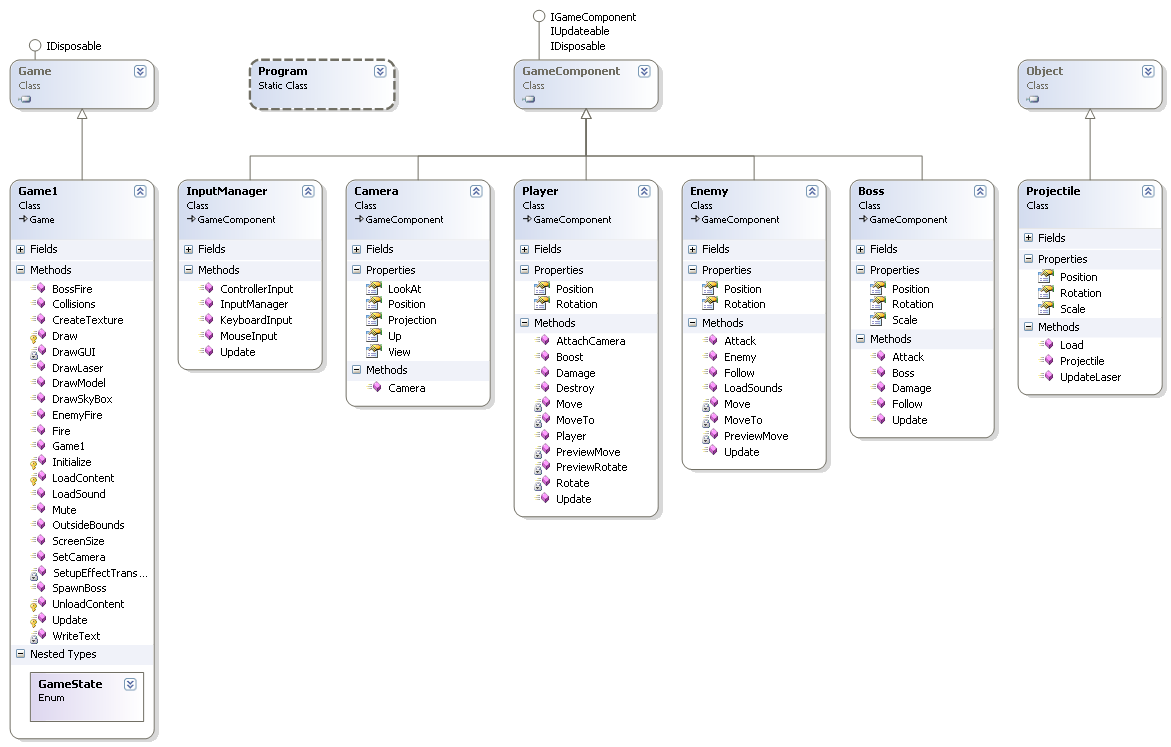 IDisposable
Game
Class
Program
Static Class
IGameComponent
IUpdateable
IDisposable
GameComponent
Class
Object
Class
Game1
Class
Game
Fields
Methods
BossFire
Collisions
CreateTexture
Draw
DrawGUI
DrawLaser
DrawModel
DrawSkyBox
EnemyFire
Fire
Game1
Initialize
LoadContent
LoadSound
Mute
OutsideBounds
ScreenSize
SetCamera
SetupEffectTrans...
SpawnBoss
UnloadContent
Update
WriteText
Nested Types
GameState
Enum
InputManager
Class
GameComponent
Fields
Methods
ControllerInput
InputManager
KeyboardInput
MouseInput
Update
Camera
Class
GameComponent
Fields
Properties
LookAt
Position
Projection
Up
View
Methods
Camera
Player
Class
GameComponent
Fields
Properties
Position
Rotation
Methods
AttachCamera
Boost
Damage
Destroy
Move
MoveTo
Player
PreviewMove
PreviewRotate
Rotate
Update
Enemy
Class
GameComponent
Fields
Properties
Position
Rotation
Methods
Attack
Enemy
Follow
LoadSounds
Move
MoveTo
PreviewMove
Update
Boss
Class
GameComponent
Fields
Properties
Position
Rotation
Scale
Methods
Attack
Boss
Damage
Follow
Update
Projectile
Class
Fields
Properties
Position
Rotation
Scale
Methods
Load
Projectile
UpdateLaser